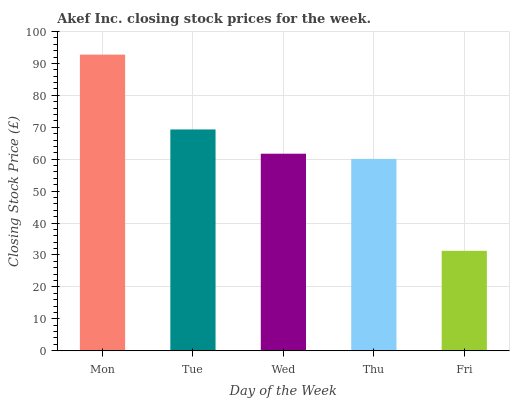 Akef Inc. closing stock prices for the week.
Closing Stock Price (£)
100
90
80
70
60
50
40
30
20
10
0
Mon Tue Wed Thu Fri
Day of the Week